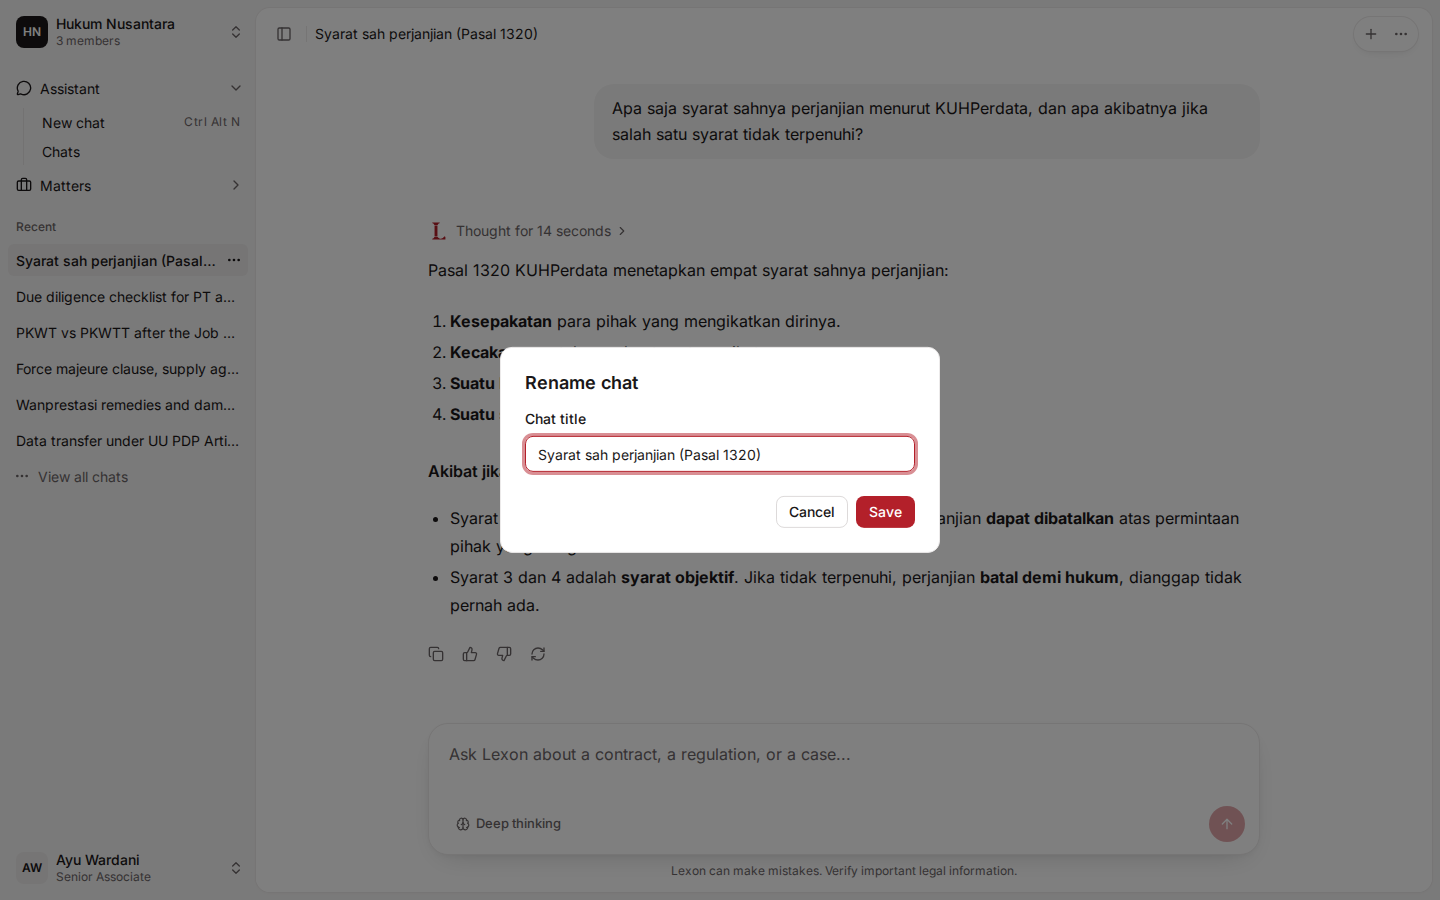 HN
Hukum Nusantara
3 members
Assistant
New chat
Ctrl Alt N
Chats
Matters
Recent
Syarat sah perjanjian (Pasal...
Due diligence checklist for PT a...
PKWT vs PKWTT after the Job ...
Force majeure clause, supply ag...
Wanprestasi remedies and dam...
Data transfer under UU PDP Arti...
View all chats
AW
Ayu Wardani
Senior Associate
Syarat sah perjanjian (Pasal 1320)
Apa saja syarat sahnya perjanjian menurut KUHPerdata, dan apa akibatnya jika
salah satu syarat tidak terpenuhi?
L
Thought for 14 seconds
Pasal 1320 KUHPerdata menetapkan empat syarat sahnya perjanjian:
1. Kesepakatan para pihak yang mengikatkan dirinya.
2.
3. Suatu
4. Suatu
Akibat
Rename chat
Chat title
Syarat sah perjanjian (Pasal 1320)
Cancel
Save
Syarat
dapat dibatalkan atas permintaan
pihak
Syarat 3 dan 4 adalah syarat objektif. Jika tidak terpenuhi, perjanjian batal demi hukum, dianggap tidak
pernah ada.
Ask Lexon about a contract, a regulation, or a case...
Deep thinking
Lexon can make mistakes. Verify important legal information.